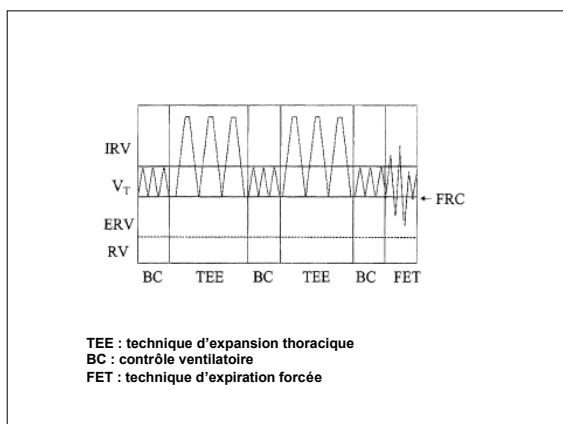 IRV
V_T
← FRC
ERV
RV
BC TEE BC TEE BC FET
TEE : technique d'expansion thoracique
BC : contrôle ventilatoire
FET : technique d'expiration forcée